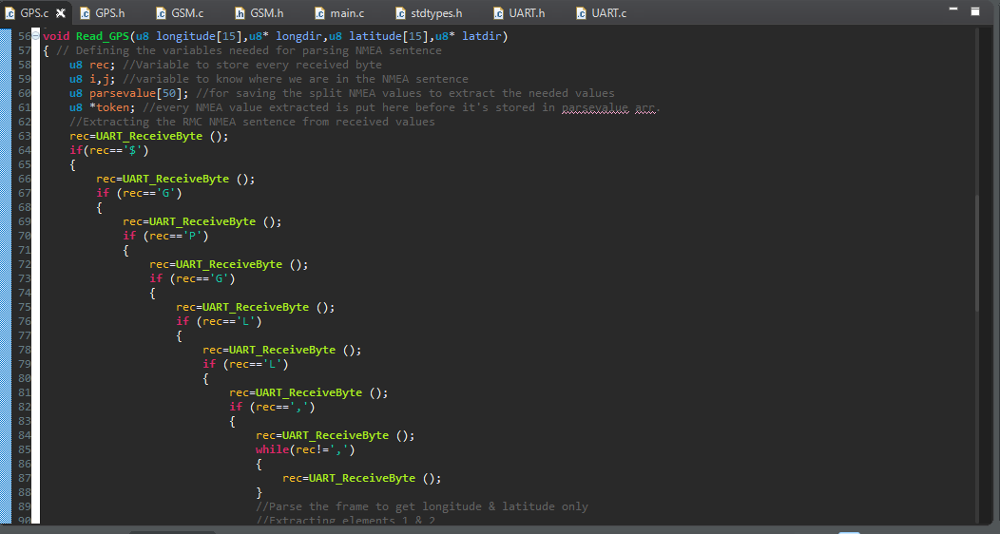 GPS.c GPS.h GSM.c GSM.h main.c stdtypes.h UART.h UART.c
56 void Read_GPS(u8 longitude[15],u8* longdir,u8 latitude[15],u8* latdir)
57 { // Defining the variables needed for parsing NMEA sentence
58 u8 rec; //Variable to store every received byte
59 u8 i,j; //variable to know where we are in the NMEA sentence
60 u8 parsevalue[50]; //for saving the split NMEA values to extract the needed values
61 u8 *token; //every NMEA value extracted is put here before it's stored in parsevalue arr.
62 //Extracting the RMC NMEA sentence from received values
63 rec=UART_ReceiveByte ();
64 if(rec=='$')
65 {
66 rec=UART_ReceiveByte ();
67 if (rec=='G')
68 {
69 rec=UART_ReceiveByte ();
70 if (rec=='P')
71 {
72 rec=UART_ReceiveByte ();
73 if (rec=='G')
74 {
75 rec=UART_ReceiveByte ();
76 if (rec=='L')
77 {
78 rec=UART_ReceiveByte ();
79 if (rec=='L')
80 {
81 rec=UART_ReceiveByte ();
82 if (rec==',')
83 {
84 rec=UART_ReceiveByte ();
85 while(rec!=',')
86 {
87 rec=UART_ReceiveByte ();
88 }
89 //Parse the frame to get longitude & latitude only
90 //Extracting elements 1 & 2